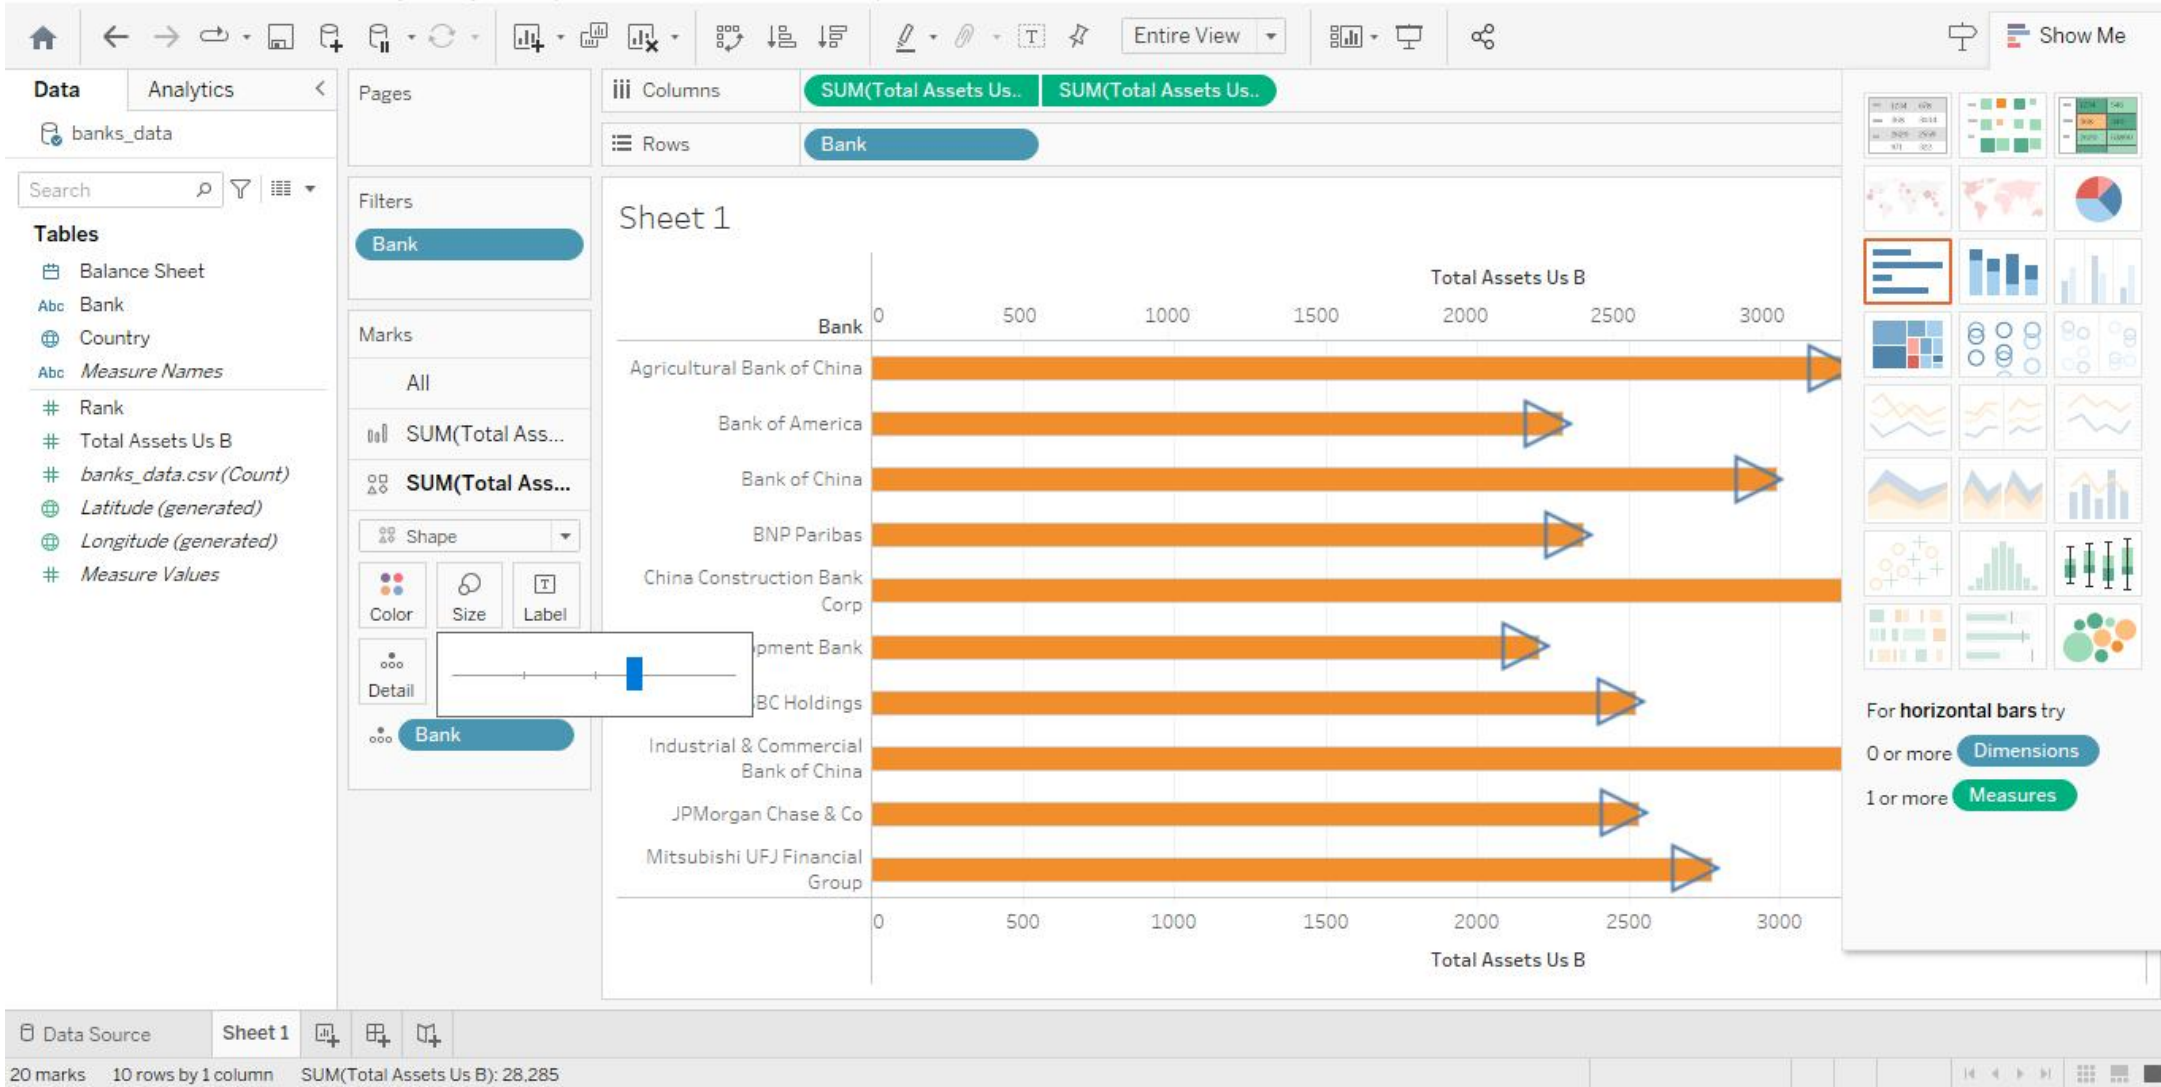 Entire View
Show Me
Data
Analytics
banks_data
Search
Tables
Balance Sheet
Abc Bank
Country
Abc Measure Names
Rank
Total Assets Us B
banks_data.csv (Count)
Latitude (generated)
Longitude (generated)
Measure Values
Pages
Filters
Bank
Marks
All
SUM(Total Ass...
SUM(Total Ass...
Shape
Color
Size
Label
Detail
Bank
Columns
SUM(Total Assets Us..
SUM(Total Assets Us..
Rows
Bank
Sheet 1
Total Assets Us B
Bank
0 500 1000 1500 2000 2500 3000
Agricultural Bank of China
Bank of America
Bank of China
BNP Paribas
China Construction Bank
Corp
opment Bank
BC Holdings
Industrial & Commercial
Bank of China
JPMorgan Chase & Co
Mitsubishi UFJ Financial
Group
0 500 1000 1500 2000 2500 3000
Total Assets Us B
For horizontal bars try
0 or more Dimensions
1 or more Measures
Data Source
Sheet 1
20 marks 10 rows by 1 column SUM(Total Assets Us B): 28,285